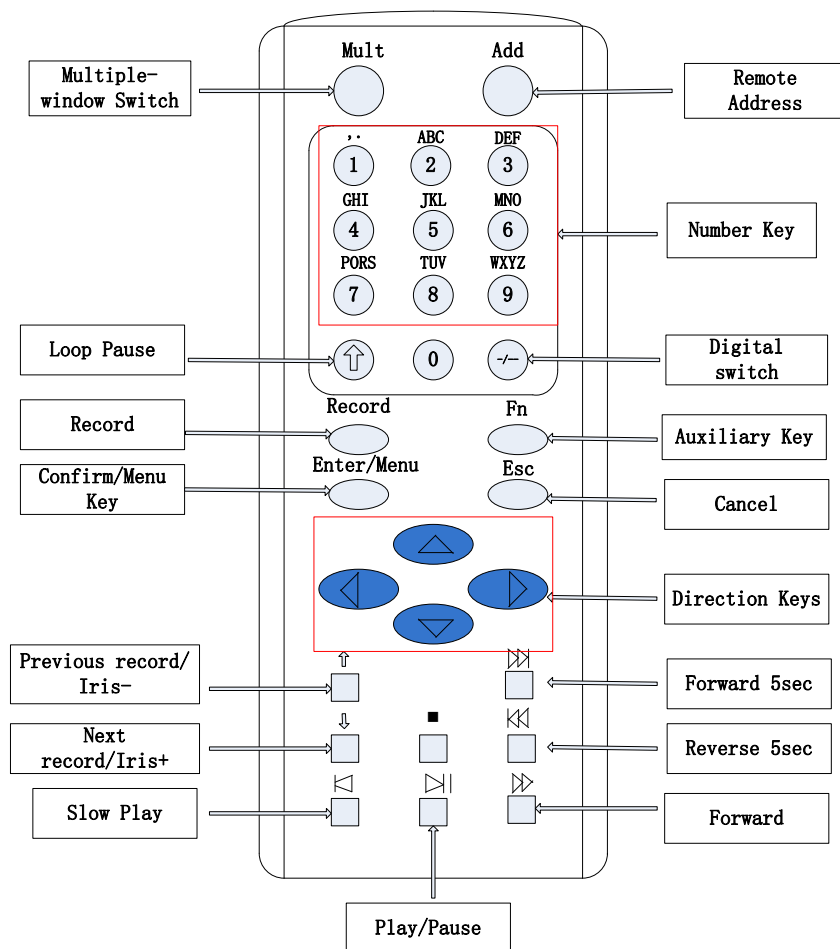 Mult
Add
Multiple-
window Switch
Remote
Address
,.
ABC
DEF
1
2
3
GHI
JKL
MNO
4
5
6
Number Key
PORS
TUV
WXYZ
7
8
9
Loop Pause
0
-/--
Digital
switch
Record
Fn
Record
Auxiliary Key
Enter/Menu
Esc
Confirm/Menu
Key
Cancel
Direction Keys
Previous record/
Iris-
Forward 5sec
Next
record/Iris+
Reverse 5sec
Slow Play
Forward
Play/Pause